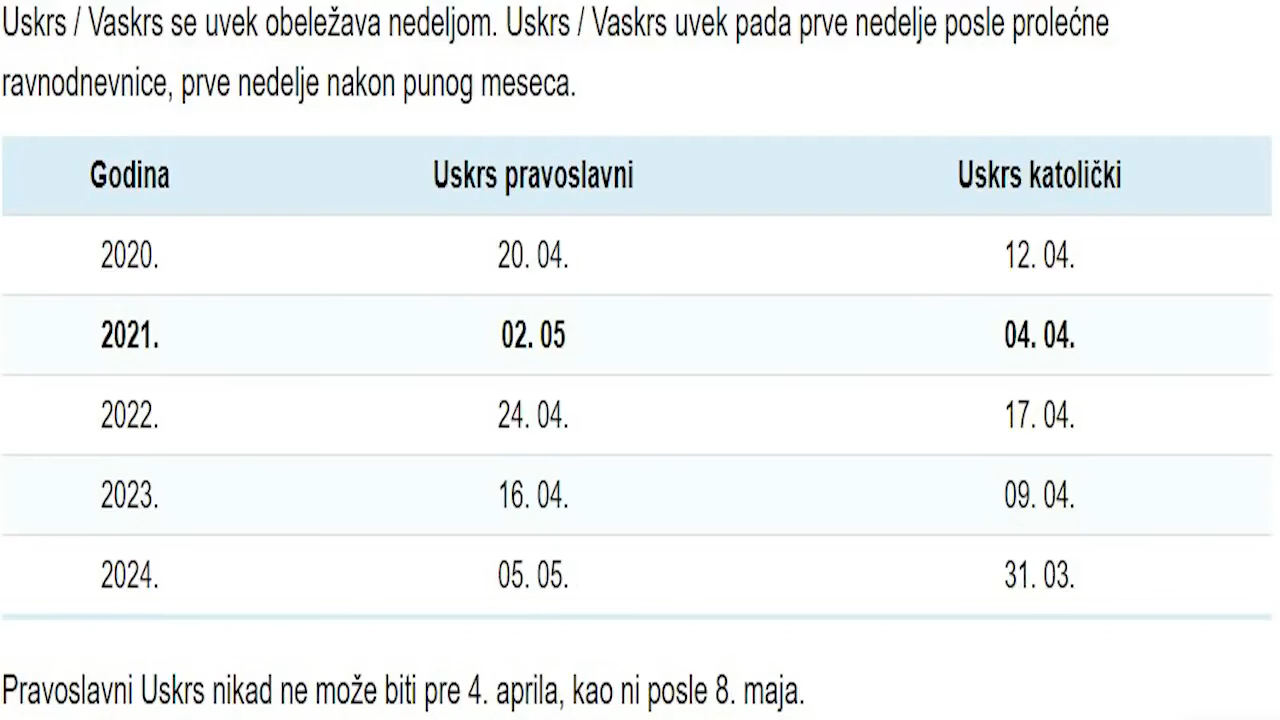 Uskrs / Vaskrs se uvek obeležava nedeljom. Uskrs / Vaskrs uvek pada prve nedelje posle prolećne
ravnodnevnice, prve nedelje nakon punog meseca.
Godina Uskrs pravoslavni Uskrs katolički
2020. 20. 04. 12. 04.
2021. 02. 05 04. 04.
2022. 24. 04. 17. 04.
2023. 16. 04. 09. 04.
2024. 05. 05. 31. 03.
Pravoslavni Uskrs nikad ne može biti pre 4. aprila, kao ni posle 8. maja.